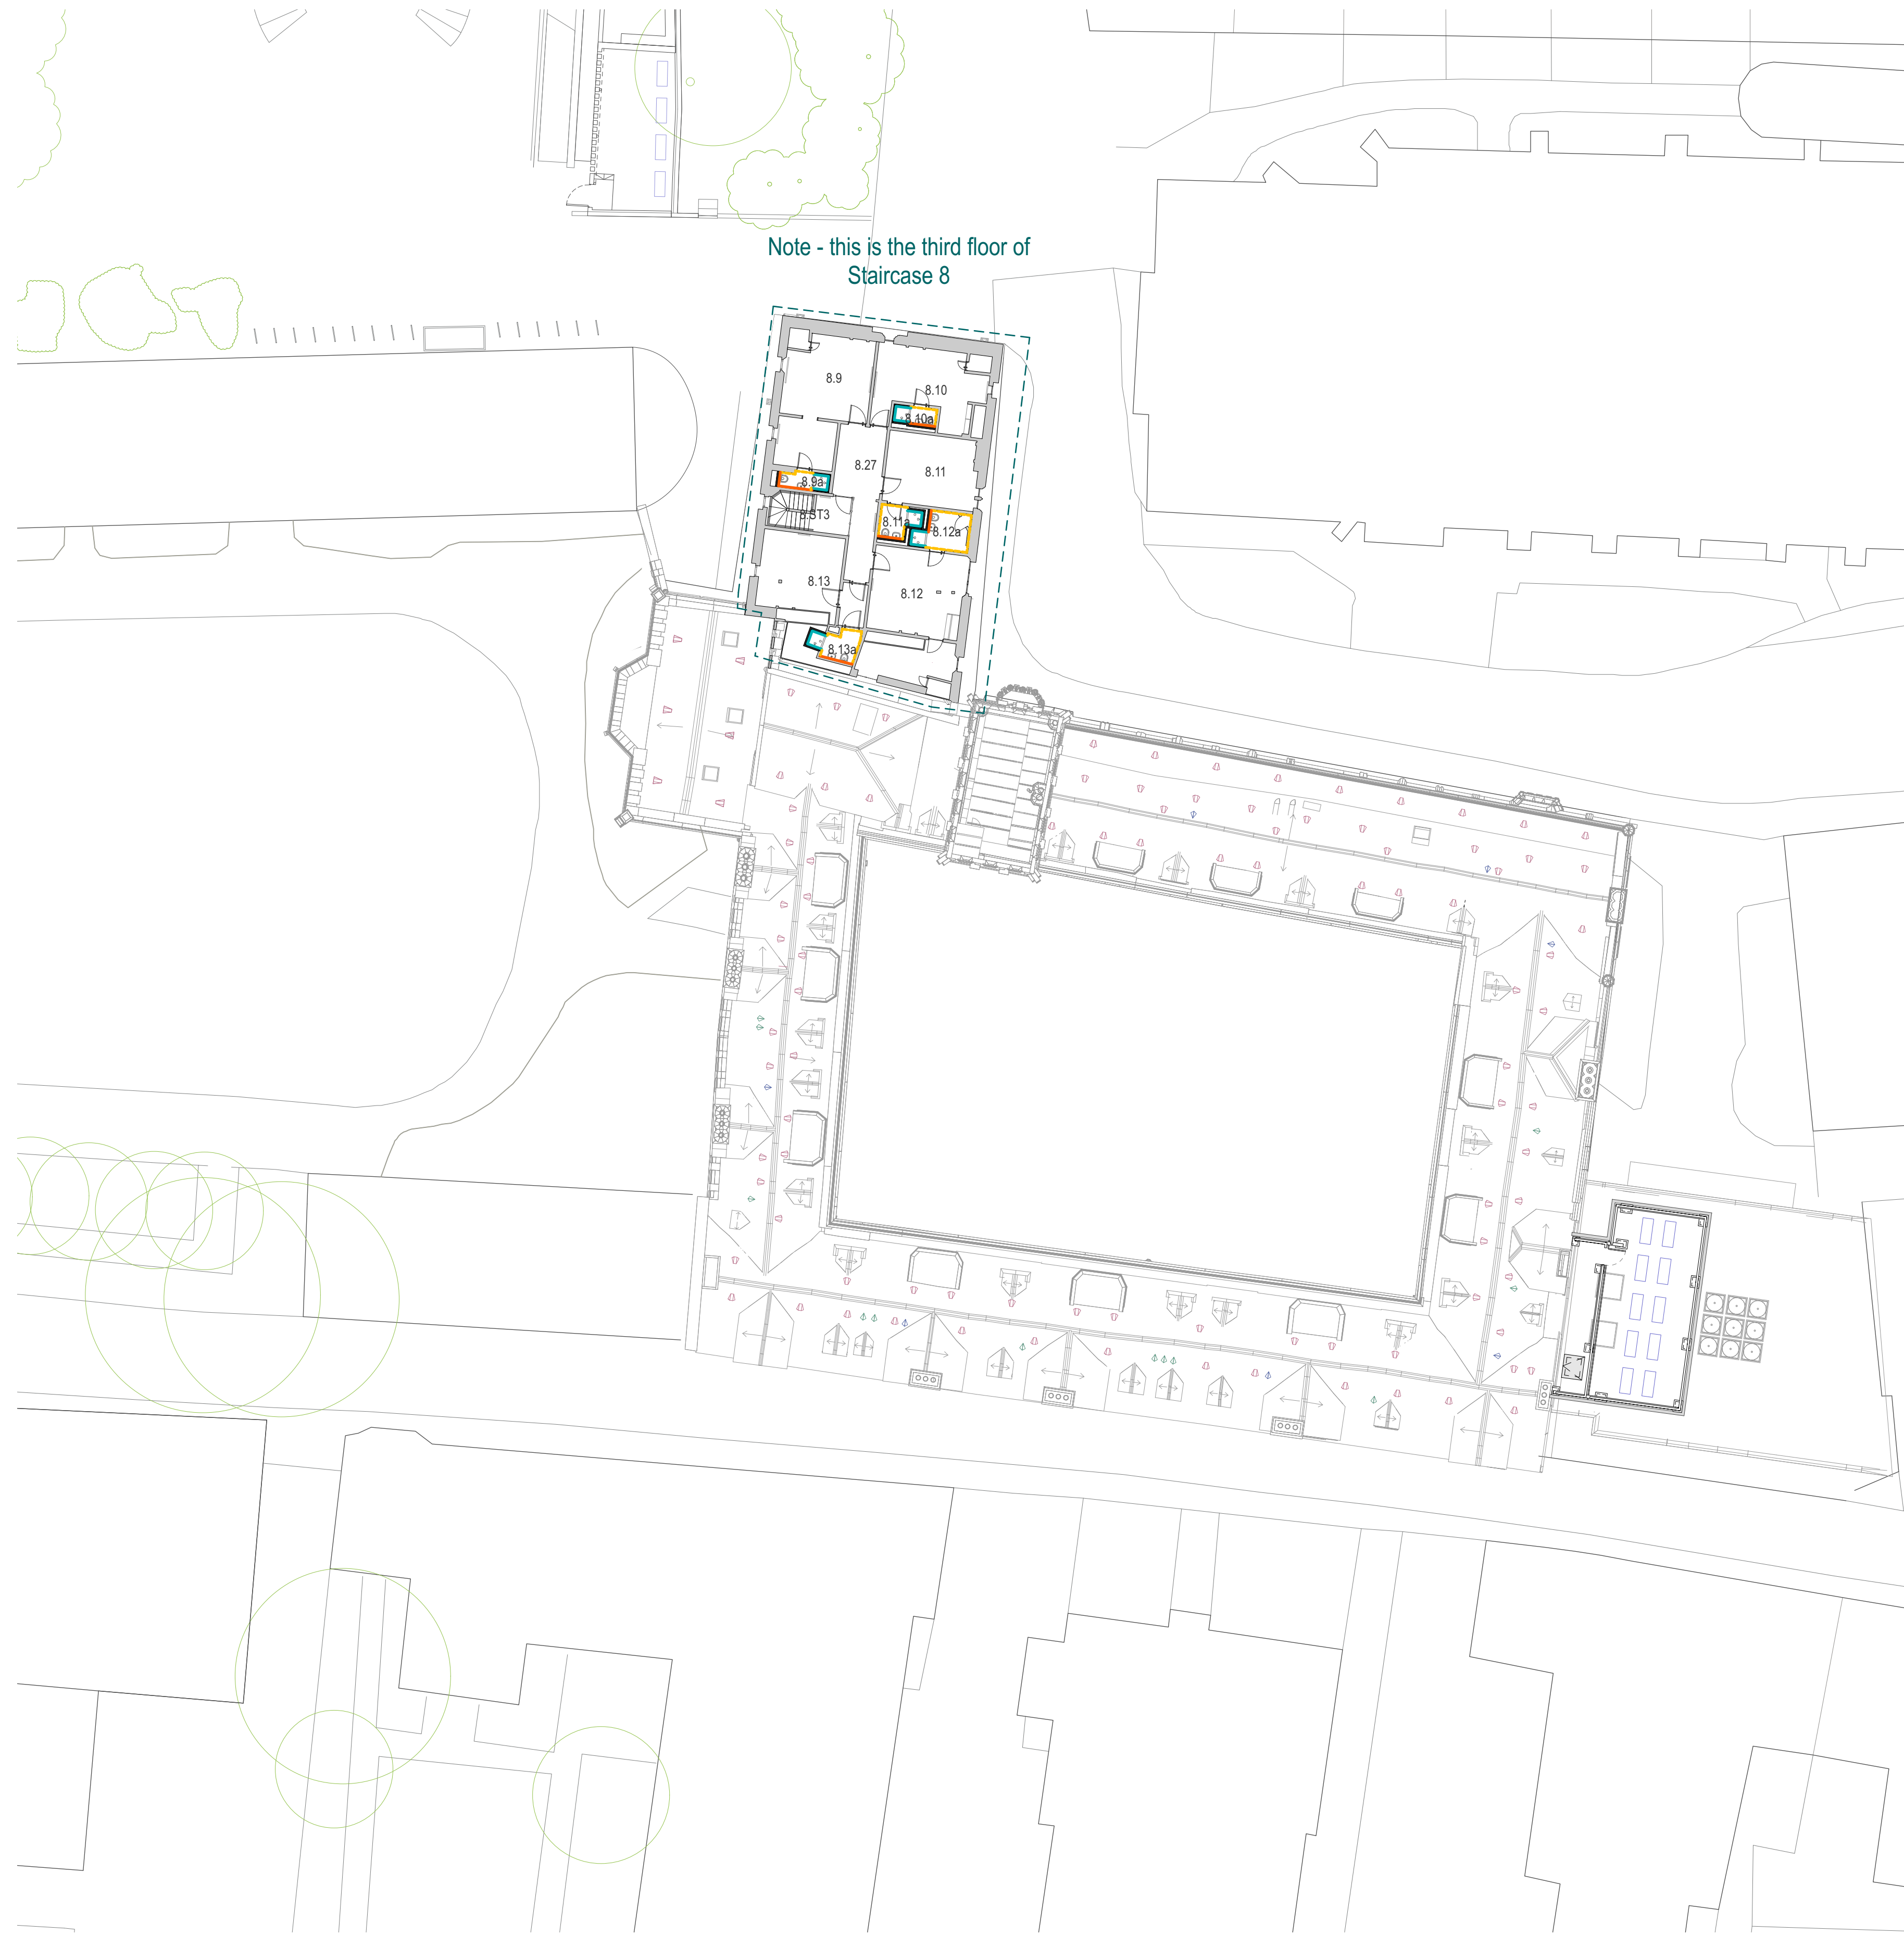 Note - this is the third floor of
Staircase 8
8.9
8.10
8.10a
8.27
8.11
8.9a
8.ST3
8.11a
8.12a
8.13
8.12
8.13a